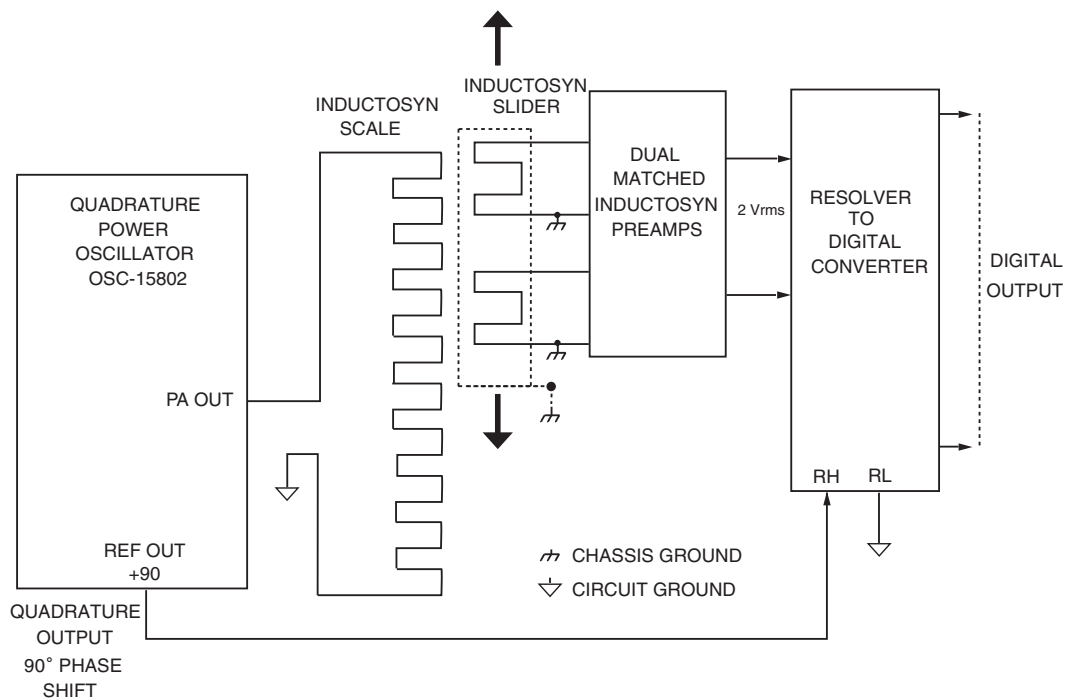 INDUCTOSYN
SCALE
INDUCTOSYN
SLIDER
QUADRATURE
POWER
OSCILLATOR
OSC-15802
PA OUT
REF OUT
+90
QUADRATURE
OUTPUT
90° PHASE
SHIFT
DUAL
MATCHED
INDUCTOSYN
PREAMPS
2 Vrms
RESOLVER
TO
DIGITAL
CONVERTER
RH RL
DIGITAL
OUTPUT
CHASSIS GROUND
CIRCUIT GROUND